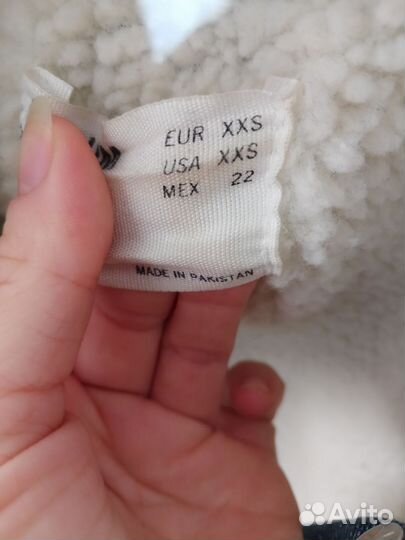 EUR XXS
USA XXS
MEX 22
MADE IN PAKISTAN
Avito